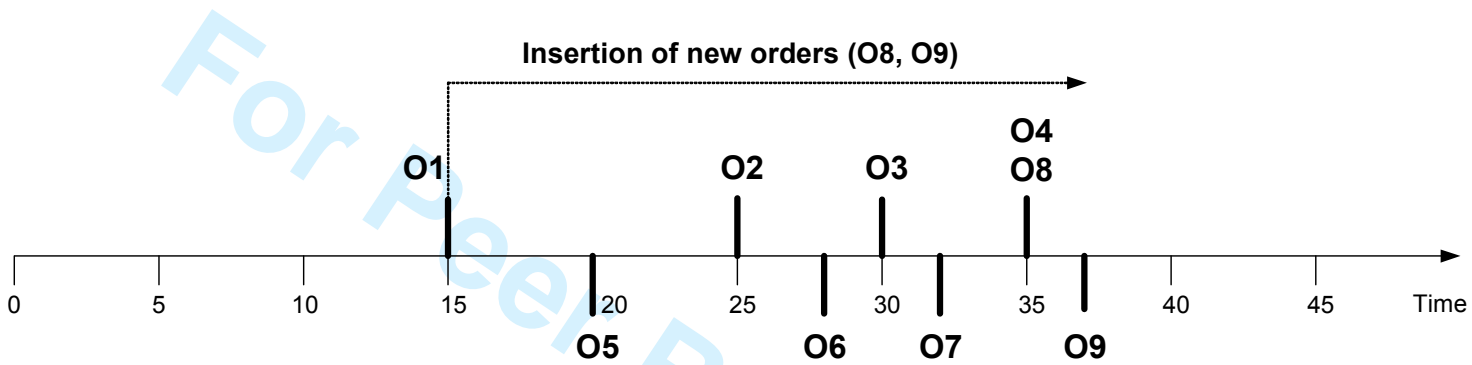 Insertion of new orders (O8, O9)
O4
O1 O2 O3 O8
0 5 10 15 20 25 30 35 40 45 Time
O5 O6 O7 O9
For Peer R